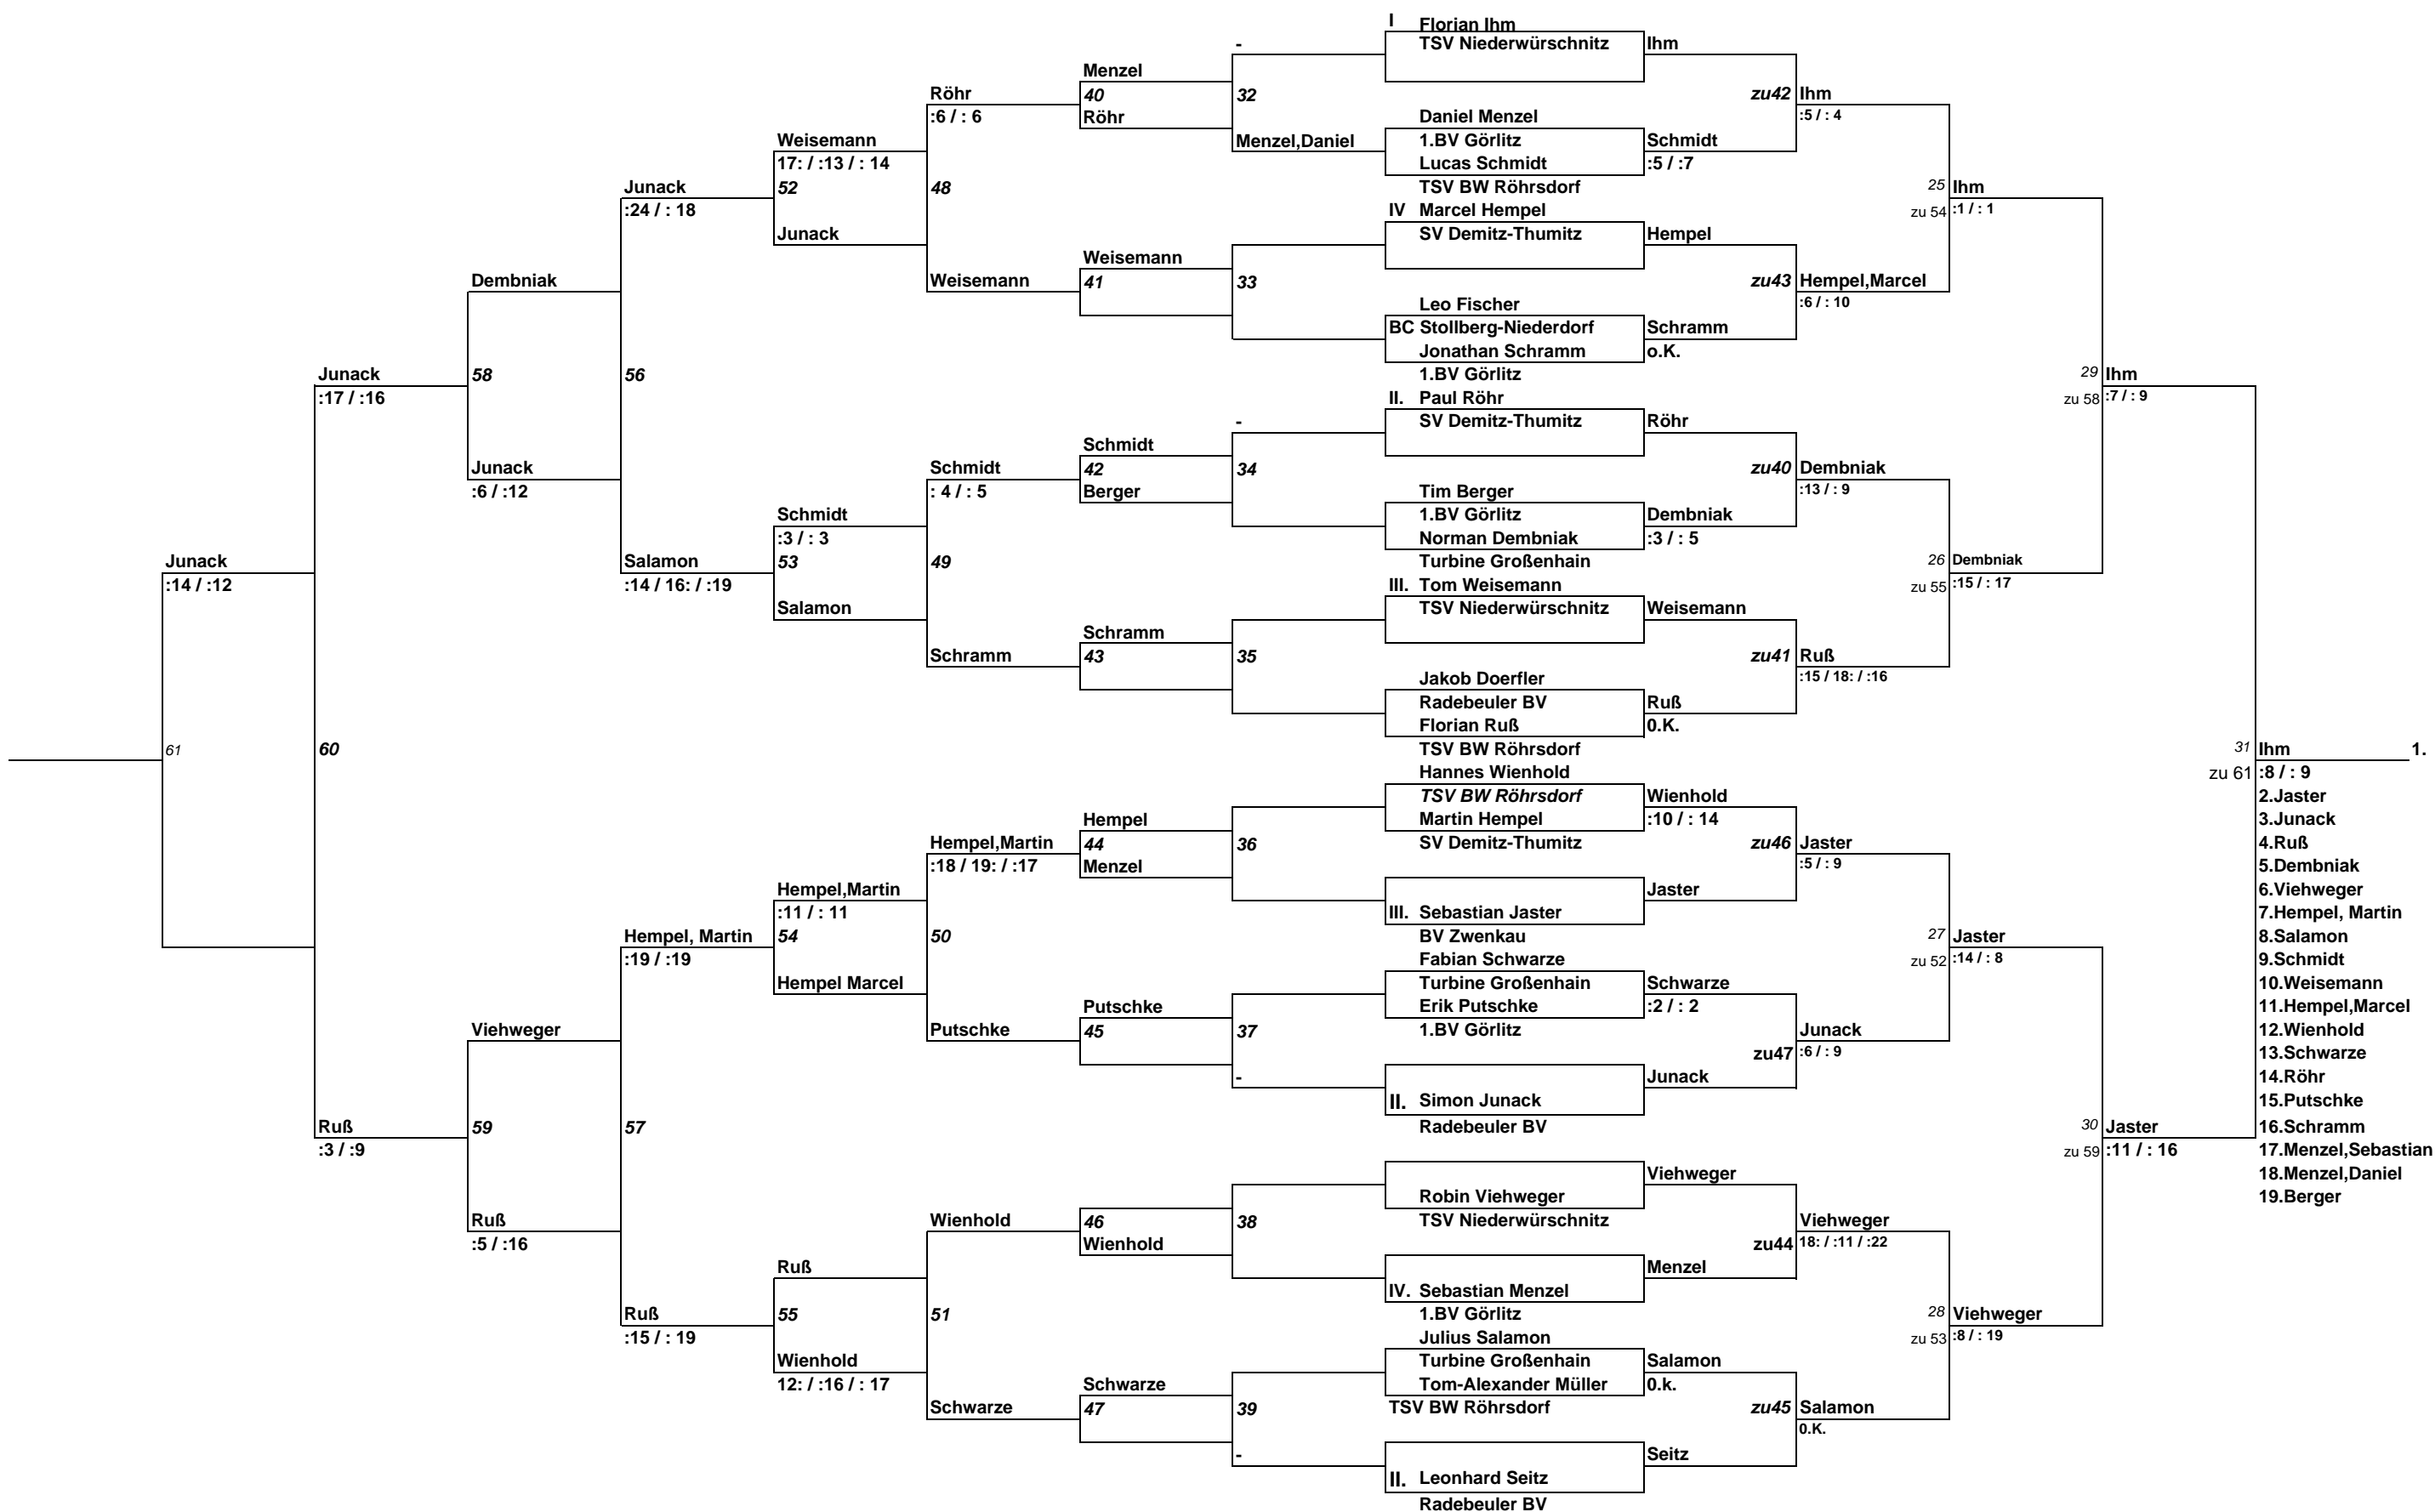 I Florian Ihm
- TSV Niederwürschnitz Ihm
Menzel
Röhr 40 32 zu42 Ihm
:6 / : 6 Röhr Daniel Menzel :5 / : 4
Weisemann Menzel,Daniel 1.BV Görlitz Schmidt
17: / :13 / : 14 Lucas Schmidt :5 / :7
Junack 52 48 TSV BW Röhrsdorf 25 Ihm
:24 / : 18 IV Marcel Hempel zu 54 :1 / : 1
Junack SV Demitz-Thumitz Hempel
Weisemann
Dembniak Weisemann 41 33 zu43 Hempel,Marcel
Leo Fischer :6 / : 10
BC Stollberg-Niederdorf Schramm
Jonathan Schramm o.K.
Junack 58 56 1.BV Görlitz 29 Ihm
:17 / :16 II. Paul Röhr zu 58 :7 / : 9
- SV Demitz-Thumitz Röhr
Schmidt
Junack Schmidt 42 34 zu40 Dembniak
:6 / :12 : 4 / : 5 Berger Tim Berger :13 / : 9
Schmidt 1.BV Görlitz Dembniak
:3 / : 3 Norman Dembniak :3 / : 5
Junack Salamon 53 49 Turbine Großenhain 26 Dembniak
:14 / :12 :14 / 16: / :19 III. Tom Weisemann zu 55 :15 / : 17
Salamon TSV Niederwürschnitz Weisemann
Schramm
Schramm 43 35 zu41 Ruß
Jakob Doerfler :15 / 18: / :16
Radebeuler BV Ruß
Florian Ruß 0.K.
61 60 TSV BW Röhrsdorf 31 Ihm 1.
Hannes Wienhold zu 61 :8 / : 9
TSV BW Röhrsdorf Wienhold 2.Jaster
Hempel Martin Hempel :10 / : 14 3.Junack
Hempel,Martin 44 36 SV Demitz-Thumitz zu46 Jaster 4.Ruß
:18 / 19: / :17 Menzel :5 / : 9 5.Dembniak
Hempel,Martin Jaster 6.Viehweger
:11 / : 11 III. Sebastian Jaster 7.Hempel, Martin
Hempel, Martin 54 50 BV Zwenkau 27 Jaster 8.Salamon
:19 / :19 Fabian Schwarze zu 52 :14 / : 8 9.Schmidt
Hempel Marcel Turbine Großenhain Schwarze 10.Weisemann
Putschke Erik Putschke :2 / : 2 11.Hempel,Marcel
Viehweger Putschke 45 37 1.BV Görlitz Junack 12.Wienhold
zu47 :6 / : 9 13.Schwarze
- Junack 14.Röhr
II. Simon Junack 15.Putschke
Ruß 59 57 Radebeuler BV 30 Jaster 16.Schramm
:3 / :9 zu 59 :11 / : 16 17.Menzel,Sebastian
Viehweger 18.Menzel,Daniel
Robin Viehweger 19.Berger
Ruß Wienhold 46 38 TSV Niederwürschnitz Viehweger
:5 / :16 Wienhold zu44 18: / :11 / :22
Ruß Menzel
IV. Sebastian Menzel
Ruß 55 51 1.BV Görlitz 28 Viehweger
:15 / : 19 Julius Salamon zu 53 :8 / : 19
Wienhold Turbine Großenhain Salamon
12: / :16 / : 17 Schwarze Tom-Alexander Müller 0.k.
Schwarze 47 39 TSV BW Röhrsdorf zu45 Salamon
0.K.
- Seitz
II. Leonhard Seitz
Radebeuler BV